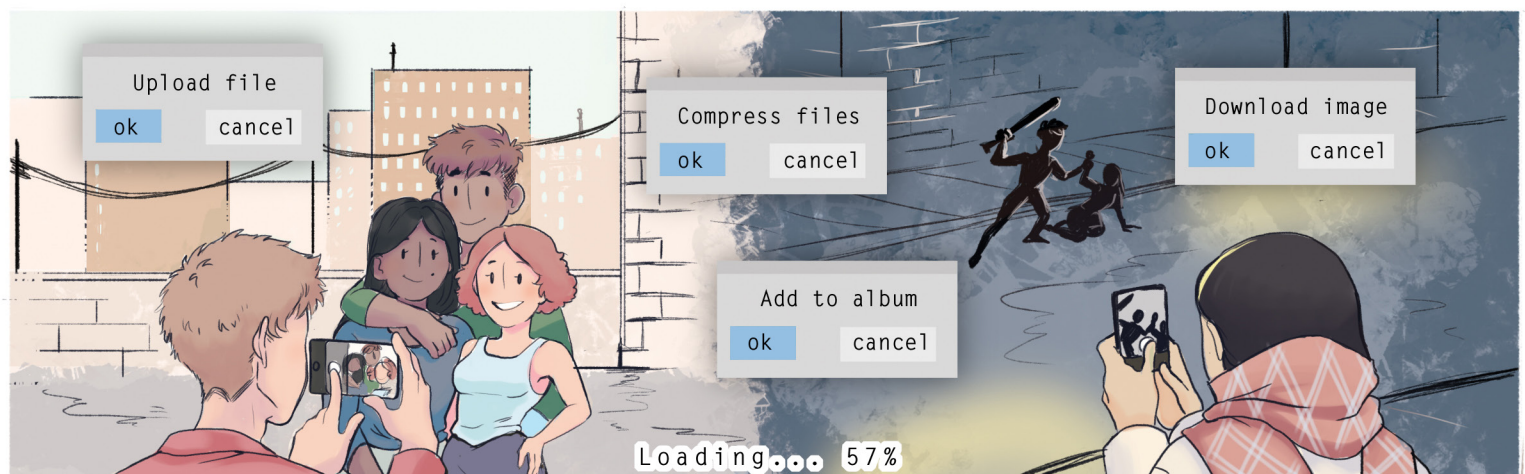 Upload file
ok cancel
Compress files
ok cancel
Download image
ok cancel
Add to album
ok cancel
Loading... 57%